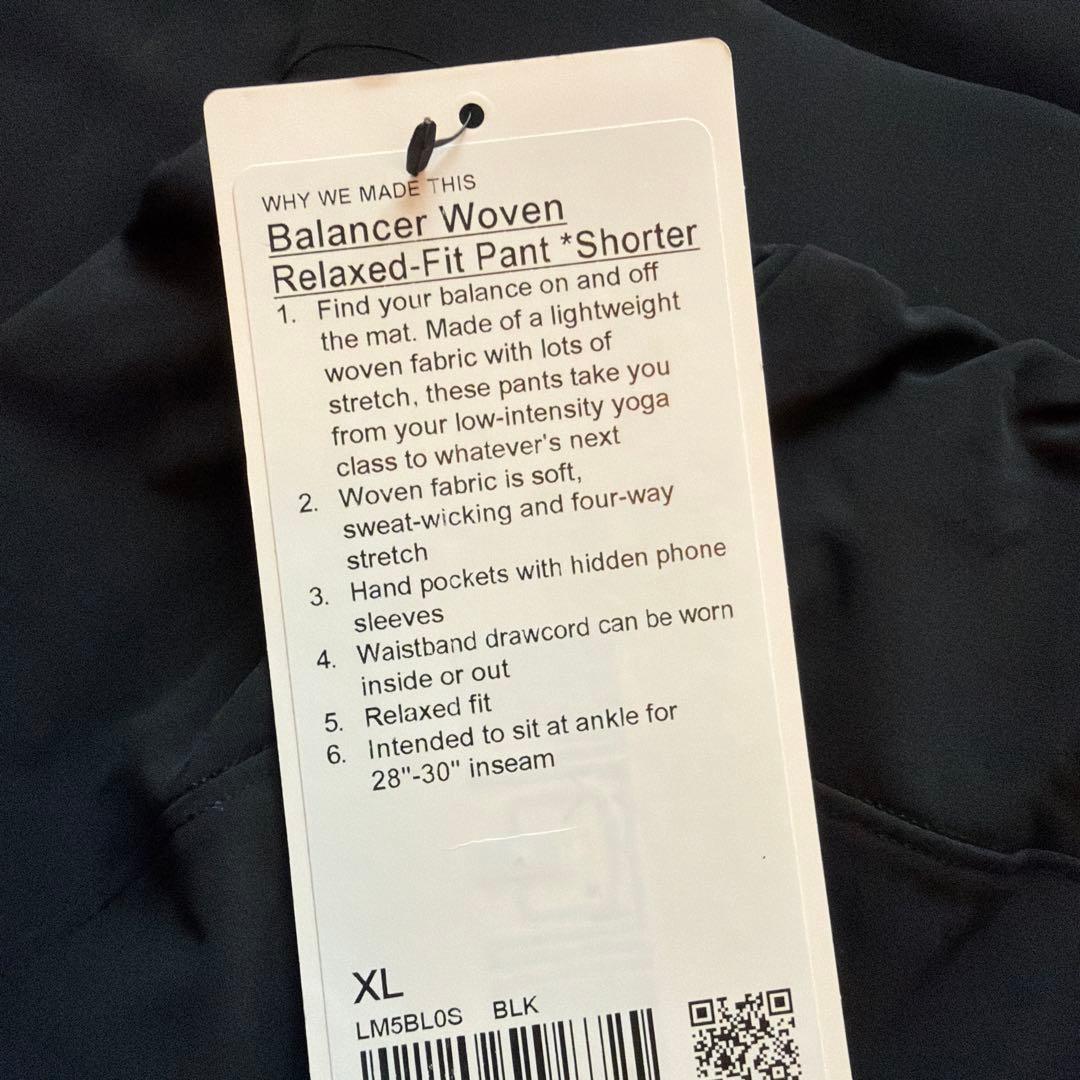 WHY WE MADE THIS
Balancer Woven
Relaxed-Fit Pant *Shorter
1. Find your balance on and off
the mat. Made of a lightweight
woven fabric with lots of
stretch, these pants take you
from your low-intensity yoga
class to whatever's next
2. Woven fabric is soft,
sweat-wicking and four-way
stretch
3. Hand pockets with hidden phone
sleeves
4. Waistband drawcord can be worn
inside or out
5. Relaxed fit
6. Intended to sit at ankle for
28"-30" inseam
XL
LM5BL0S BLK